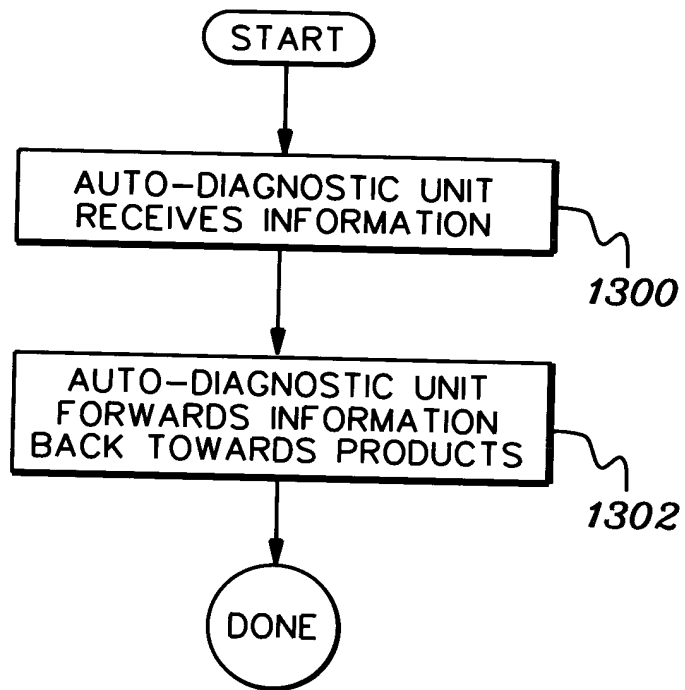 START
AUTO-DIAGNOSTIC UNIT
RECEIVES INFORMATION
1300
AUTO-DIAGNOSTIC UNIT
FORWARDS INFORMATION
BACK TOWARDS PRODUCTS
1302
DONE